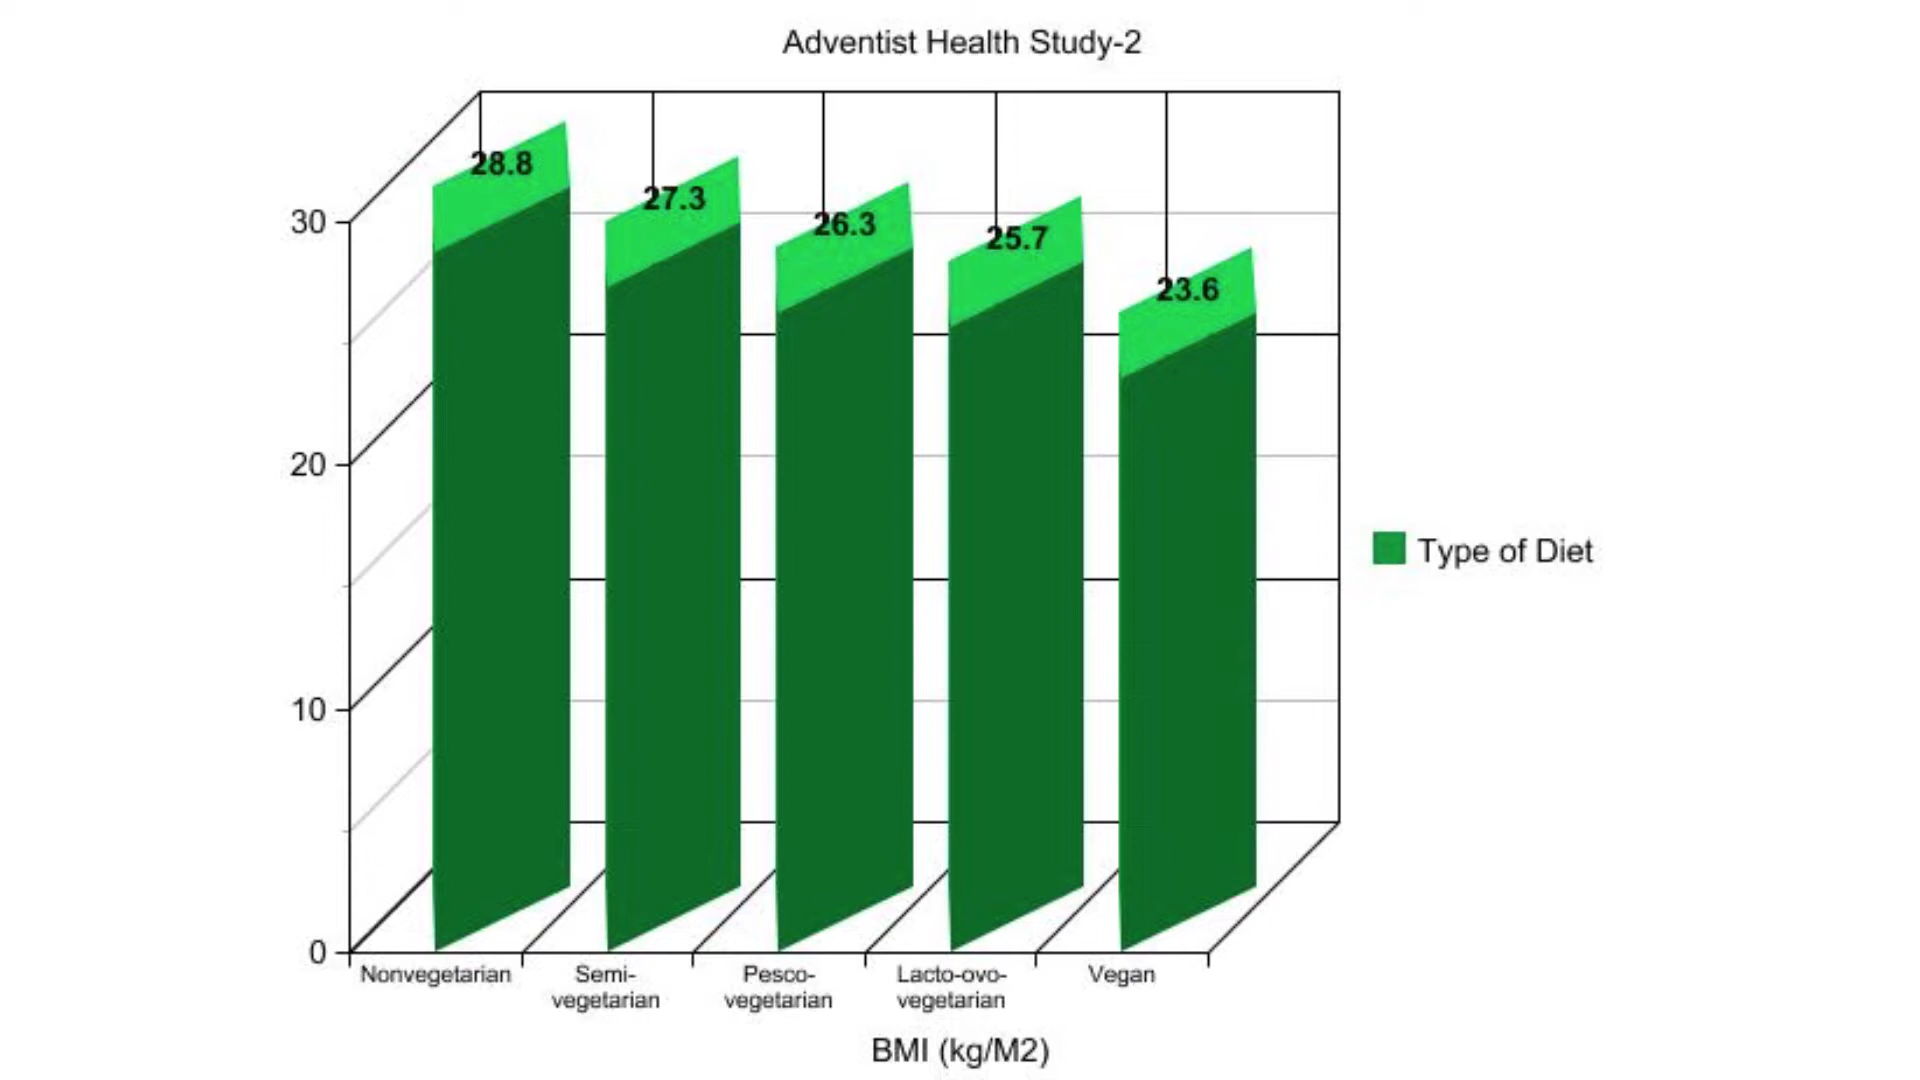 Adventist Health Study-2
28.8
27.3
26.3
25.7
23.6
30
20
10
0
Type of Diet
Nonvegetarian
Semi-
vegetarian
Pesco-
vegetarian
Lacto-ovo-
vegetarian
Vegan
BMI (kg/M2)